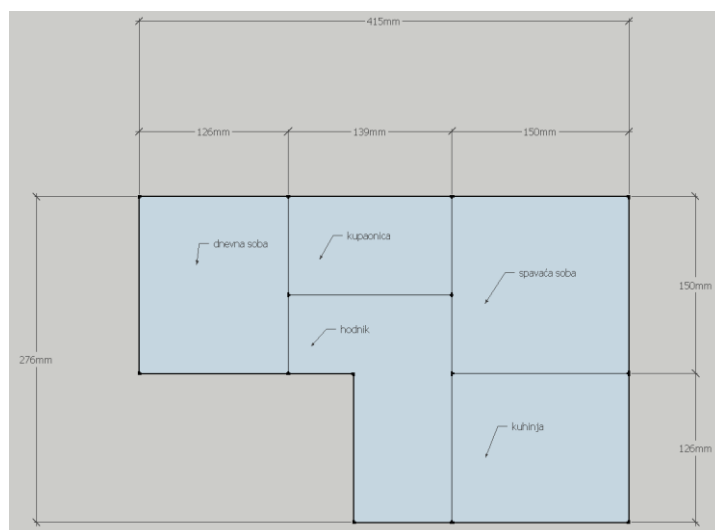 415mm
126mm
139mm
150mm
dnevna soba
kupaonica
spavaća soba
150mm
hodnik
276mm
kuhinja
126mm